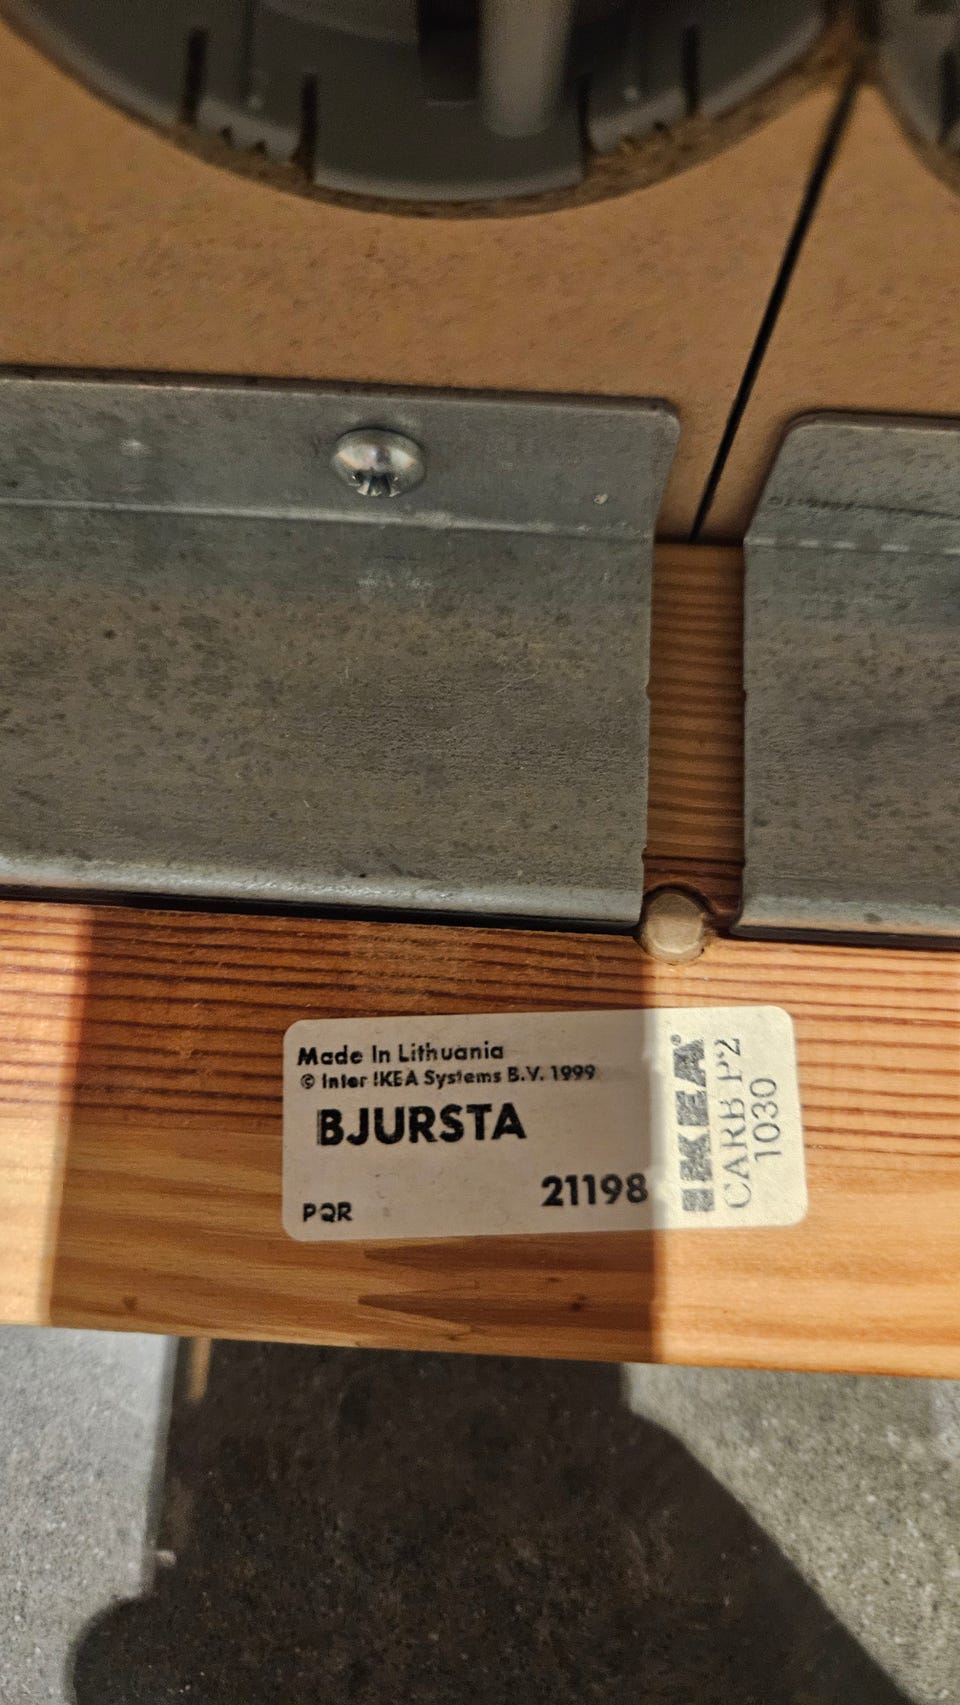 Made In Lithuania
© Inter IKEA Systems B.V. 1999
BJURSTA
21198
PQR
IKEA®
CARB P2
1030